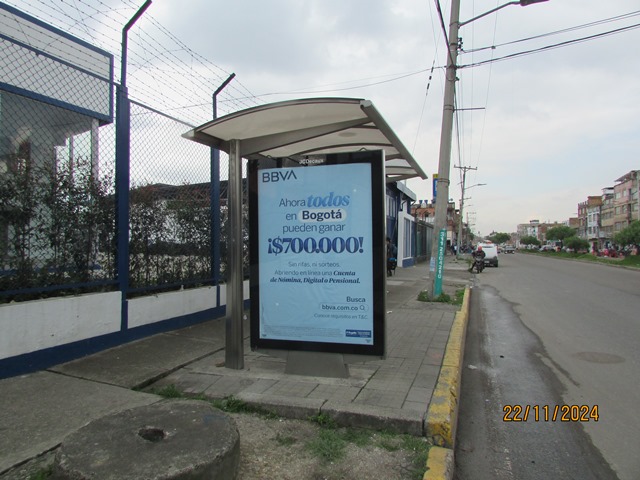 JCDecaux
BBVA
Ahora todos
en Bogotá
pueden ganar
¡$700.000!
Sin rifas, ni sorteos.
Abriendo en línea una Cuenta
de Nómina, Digital o Pensional.
Busca
bbva.com.co
22/11/2024